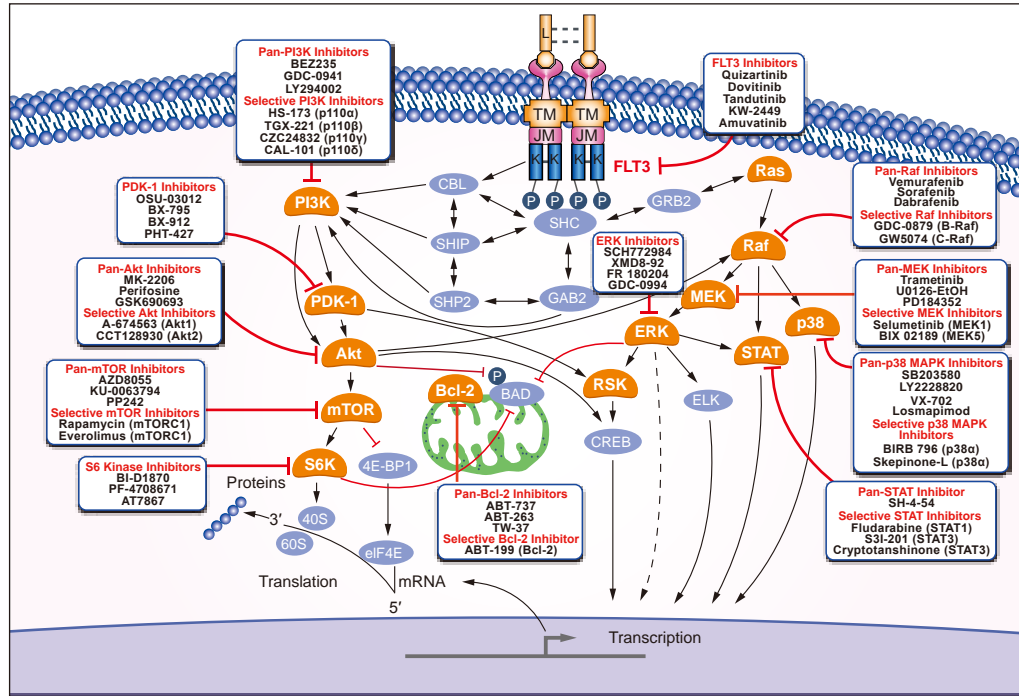 Pan-PI3K Inhibitors
BEZ235
GDC-0941
LY294002
Selective PI3K Inhibitors
HS-173 (p110α)
TGX-221 (p110β)
CZC24832 (p110γ)
CAL-101 (p110δ)
L
TM
TM
JM
JM
K
K
K
K
P
P
P
P
FLT3
FLT3 Inhibitors
Quizartinib
Dovitinib
Tandutinib
KW-2449
Amuvatinib
PDK-1 Inhibitors
OSU-03012
BX-795
BX-912
PHT-427
PI3K
CBL
SHIP
SHP2
SHC
GAB2
GRB2
Ras
Raf
Pan-Raf Inhibitors
Vemurafenib
Sorafenib
Dabrafenib
Selective Raf Inhibitors
GDC-0879 (B-Raf)
GW5074 (C-Raf)
ERK Inhibitors
SCH772984
XMD8-92
FR 180204
GDC-0994
Pan-Akt Inhibitors
MK-2206
Perifosine
GSK690693
Selective Akt Inhibitors
A-674563 (Akt1)
CCT128930 (Akt2)
PDK-1
Akt
MEK
ERK
STAT
p38
Pan-MEK Inhibitors
Trametinib
U0126-EtOH
PD184352
Selective MEK Inhibitors
Selumetinib (MEK1)
BIX 02189 (MEK5)
Pan-mTOR Inhibitors
AZD8055
KU-0063794
PP242
Selective mTOR Inhibitors
Rapamycin (mTORC1)
Everolimus (mTORC1)
mTOR
Bcl-2
P
BAD
RSK
ELK
CREB
Pan-p38 MAPK Inhibitors
SB203580
LY2228820
VX-702
Losmapimod
Selective p38 MAPK
Inhibitors
BIRB 796 (p38α)
Skepinone-L (p38α)
S6 Kinase Inhibitors
BI-D1870
PF-4708671
AT7867
S6K
4E-BP1
Pan-Bcl-2 Inhibitors
ABT-737
ABT-263
TW-37
Selective Bcl-2 Inhibitor
ABT-199 (Bcl-2)
Pan-STAT Inhibitor
SH-4-54
Selective STAT Inhibitors
Fludarabine (STAT1)
S3I-201 (STAT3)
Cryptotanshinone (STAT3)
Proteins
3′
40S
60S
eIF4E
Translation
mRNA
5′
Transcription